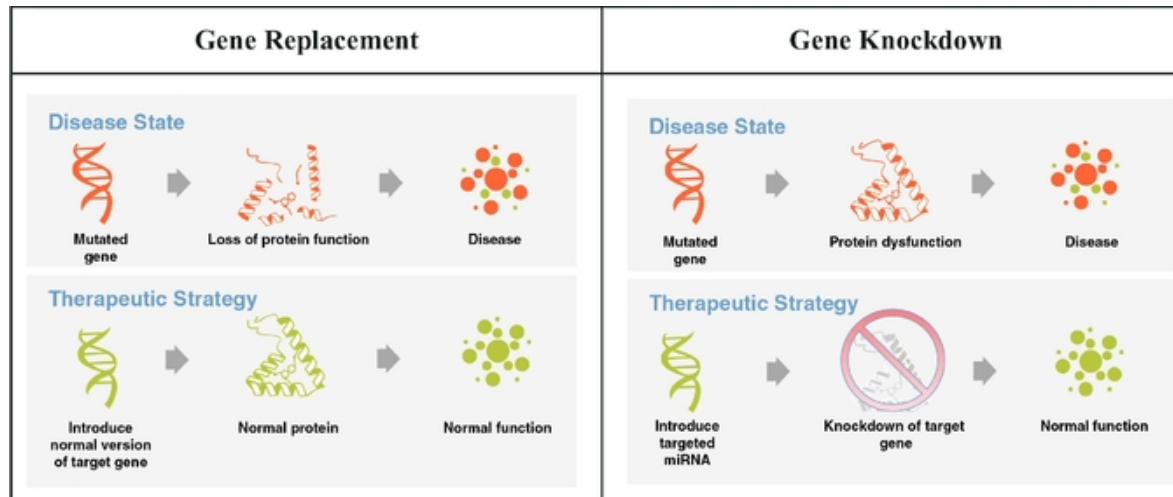 Gene Replacement
Disease State
Mutated
gene
Loss of protein function
Disease
Therapeutic Strategy
Introduce
normal version
of target gene
Normal protein
Normal function
Gene Knockdown
Disease State
Mutated
gene
Protein dysfunction
Disease
Therapeutic Strategy
Introduce
targeted
miRNA
Knockdown of target
gene
Normal function